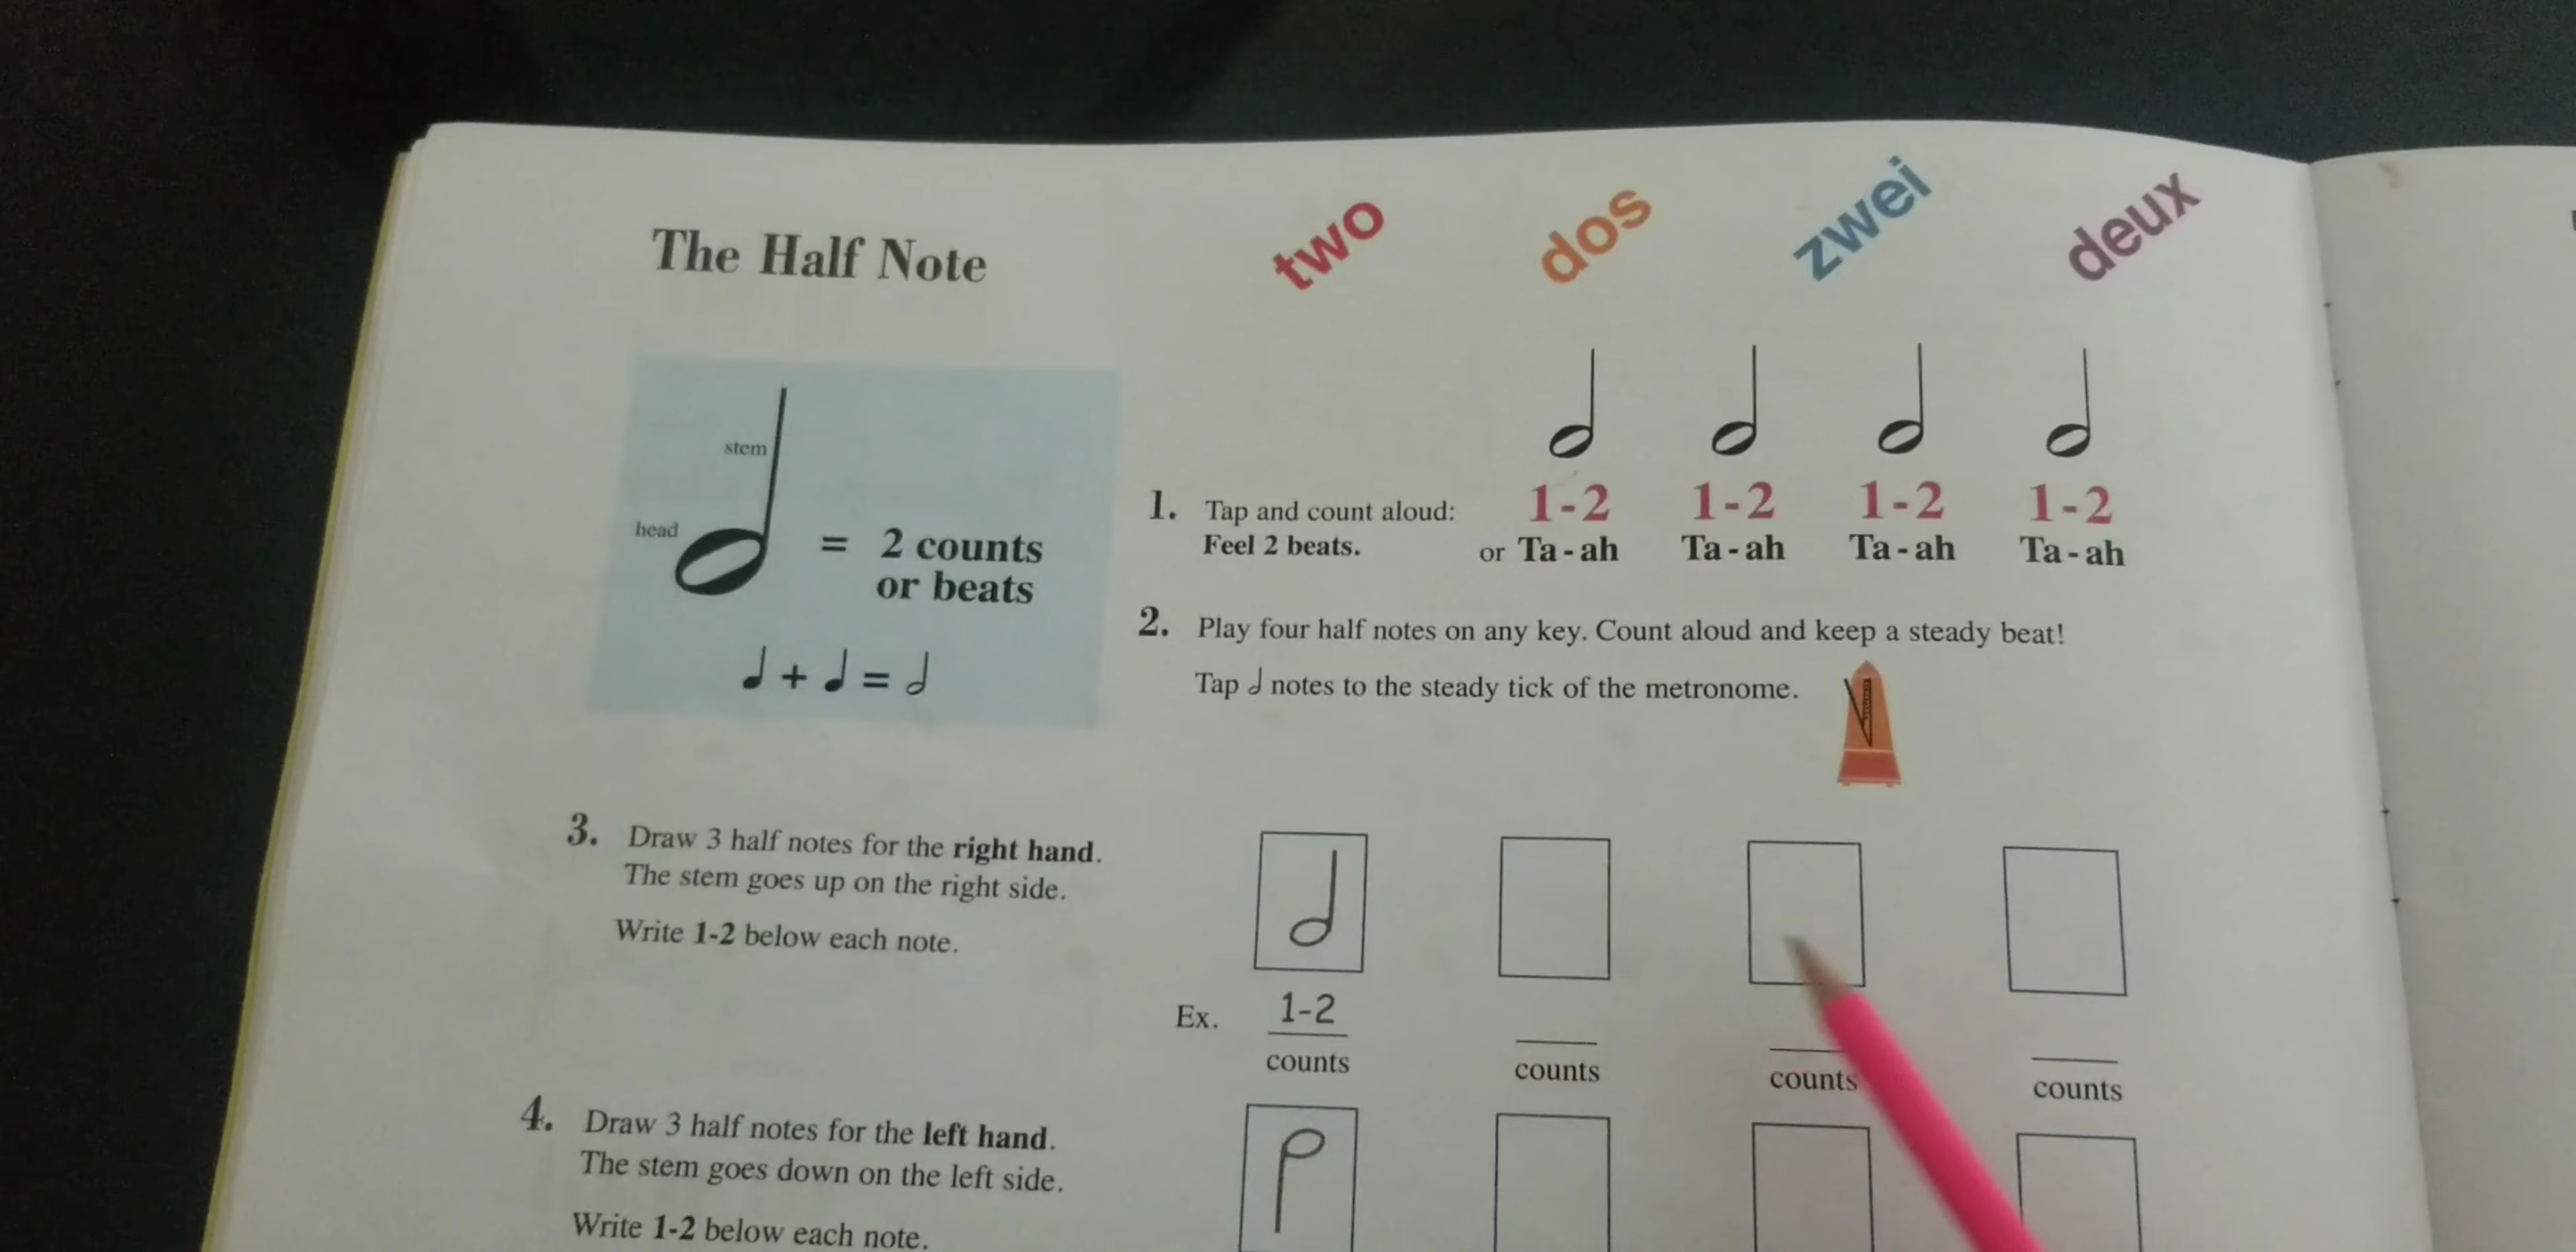 The Half Note
two dos zwei deux
stem
head
= 2 counts
or beats
+ =
1. Tap and count aloud: 1-2 1-2 1-2 1-2
Feel 2 beats. or Ta-ah Ta-ah Ta-ah Ta-ah
2. Play four half notes on any key. Count aloud and keep a steady beat!
Tap notes to the steady tick of the metronome.
3. Draw 3 half notes for the right hand.
The stem goes up on the right side.
Write 1-2 below each note.
Ex. 1-2
counts counts counts counts
4. Draw 3 half notes for the left hand.
The stem goes down on the left side.
Write 1-2 below each note.